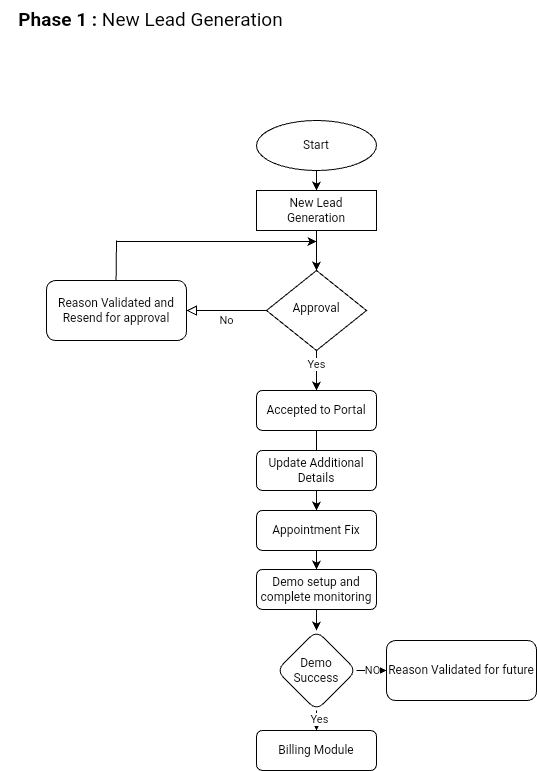 Phase 1 : New Lead Generation
Start
New Lead
Generation
Reason Validated and
Resend for approval
No
Approval
Yes
Accepted to Portal
Update Additional
Details
Appointment Fix
Demo setup and
complete monitoring
Demo
Success
NO
Reason Validated for future
Yes
Billing Module